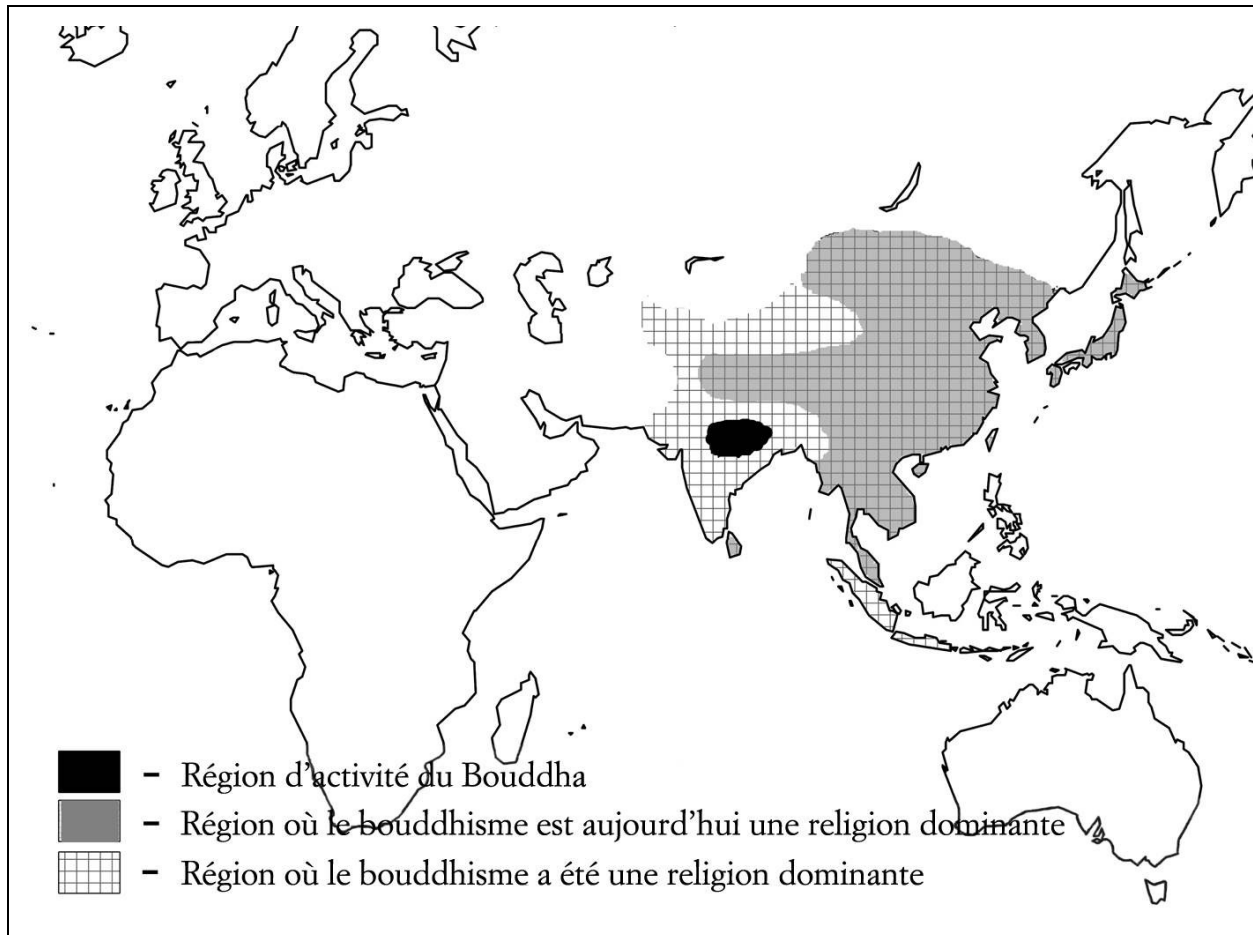 - Région d'activité du Bouddha
- Région où le bouddhisme est aujourd'hui une religion dominante
- Région où le bouddhisme a été une religion dominante